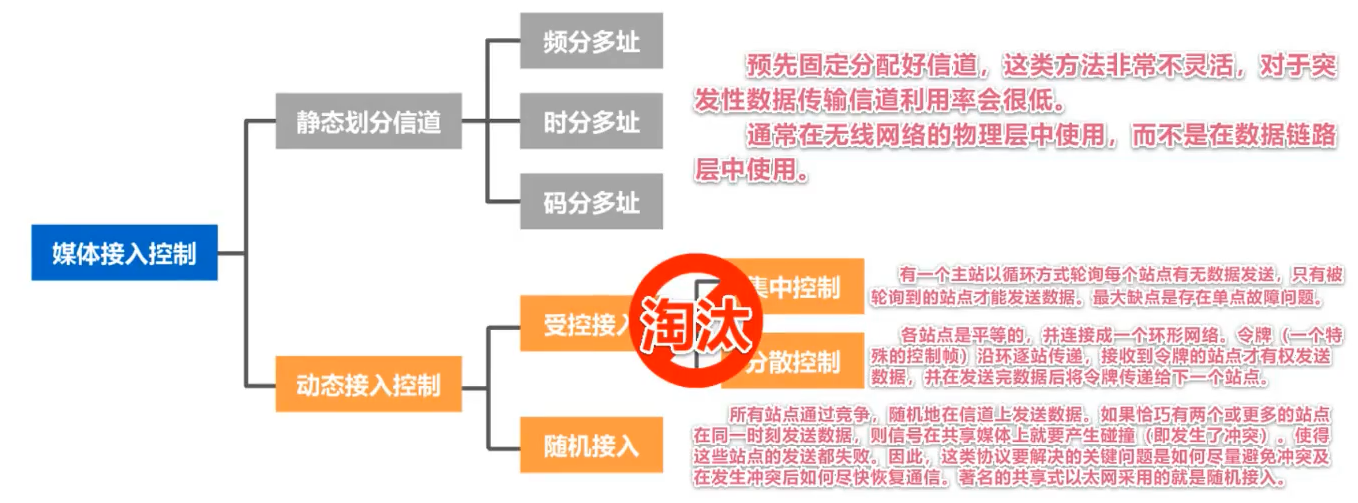 频分多址
预先固定分配好信道，这类方法非常不灵活，对于突
发性数据传输信道利用率会很低。
静态划分信道
时分多址
通常在无线网络的物理层中使用，而不是在数据链路
层中使用。
码分多址
媒体接入控制
集中控制
有一个主站以循环方式轮询每个站点有无数据发送，只有被
轮询到的站点才能发送数据。最大缺点是存在单点故障问题。
受控接入
淘汰
分散控制
各站点是平等的，并连接成一个环形网络。令牌（一个特
殊的控制帧）沿环逐站传递，接收到令牌的站点才有权发送
数据，并在发送完数据后将令牌传递给下一个站点。
动态接入控制
随机接入
所有站点通过竞争，随机地在信道上发送数据。如果恰巧有两个或更多的站点
在同一时刻发送数据，则信号在共享媒体上就要产生碰撞（即发生了冲突）。使得
这些站点的发送都失败。因此，这类协议要解决的关键问题是如何尽量避免冲突及
在发生冲突后如何尽快恢复通信。著名的共享式以太网采用的就是随机接入。